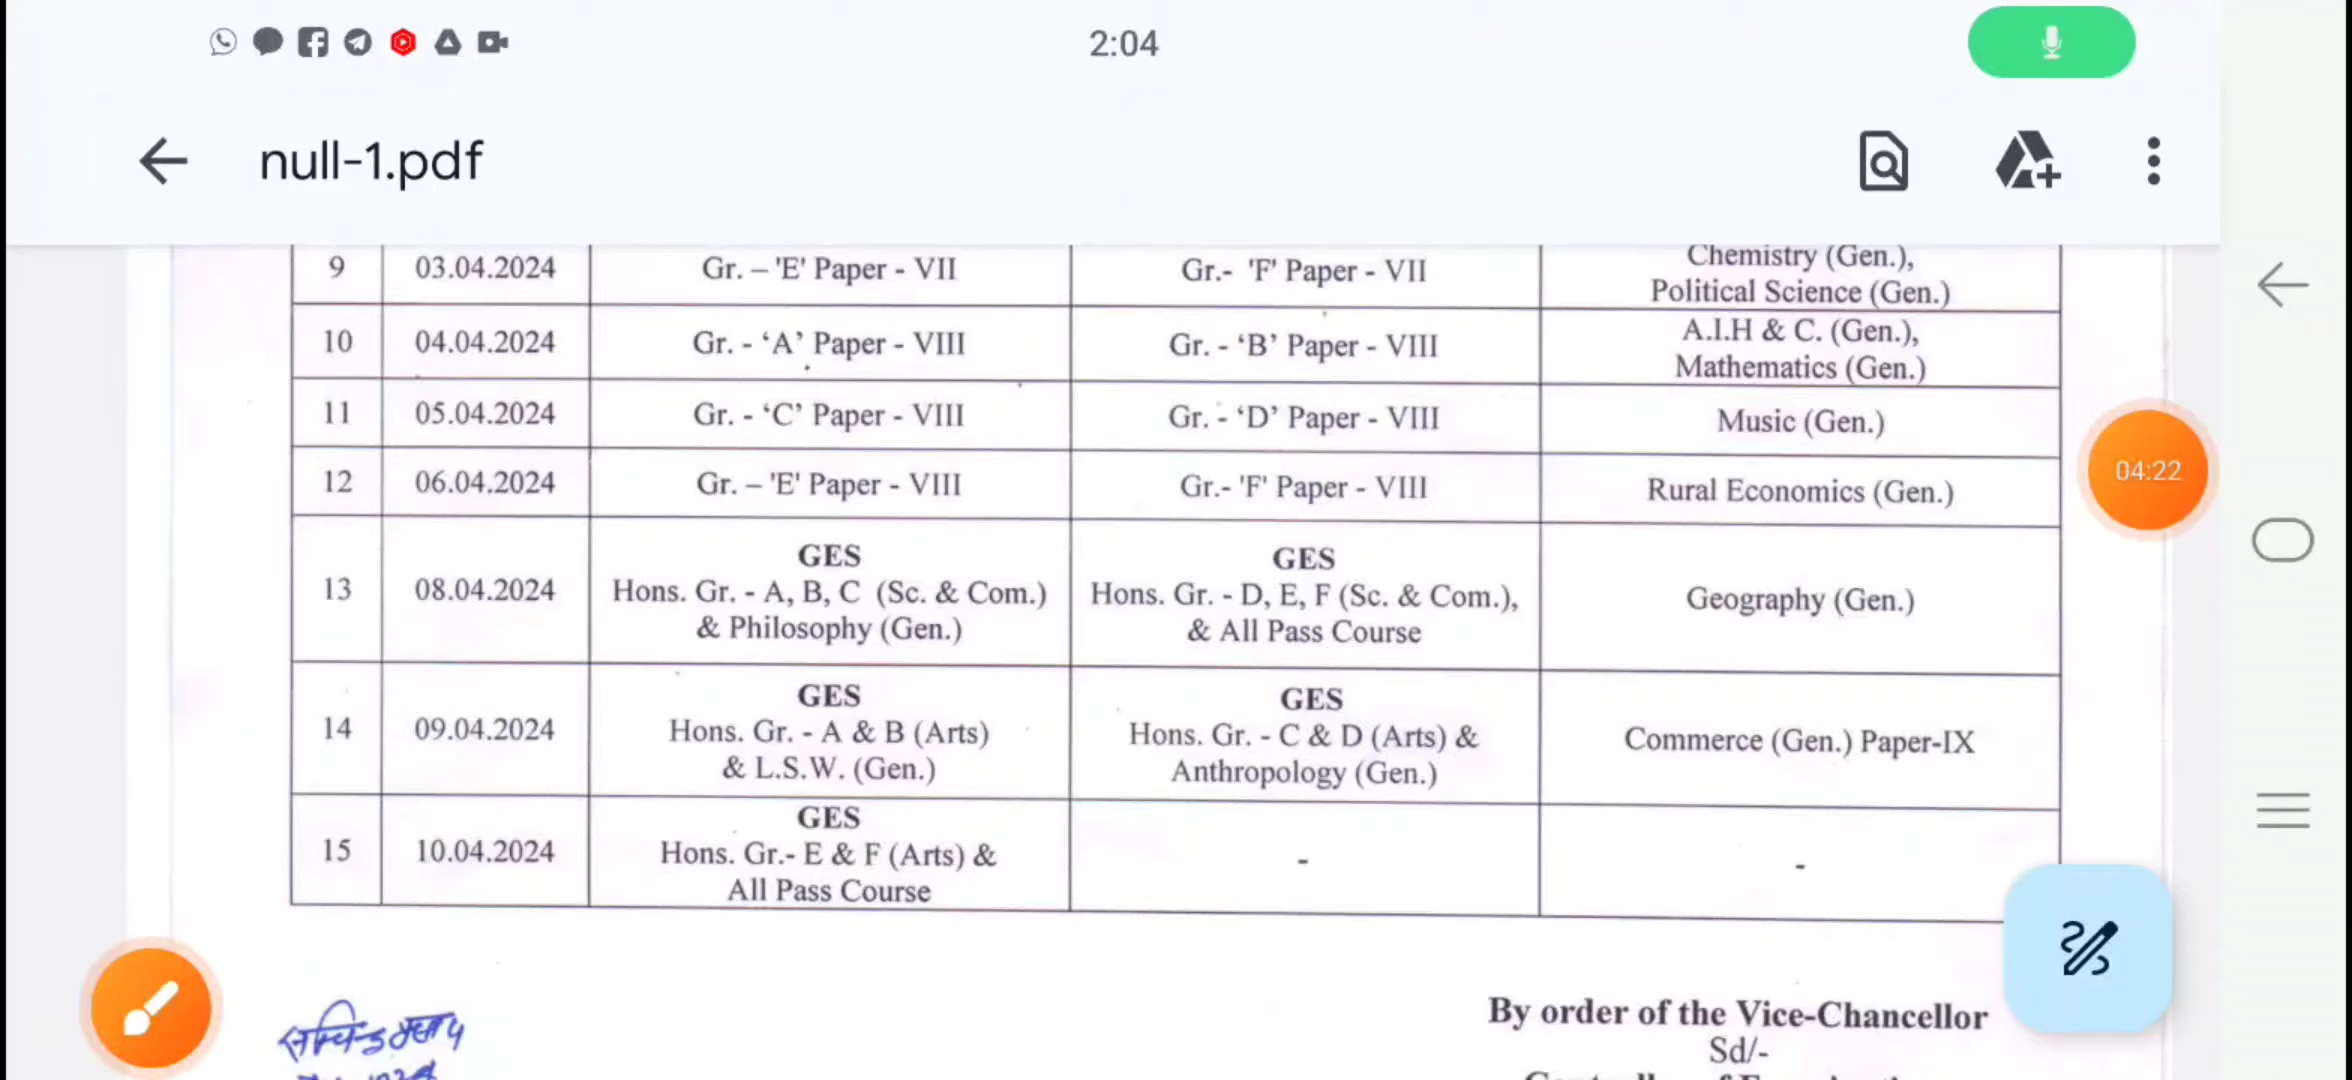 2:04
null-1.pdf
9 03.04.2024 Gr. – 'E' Paper - VII Gr.- 'F' Paper - VII Chemistry (Gen.),
Political Science (Gen.)
10 04.04.2024 Gr. - ‘A’ Paper - VIII Gr. - ‘B’ Paper - VIII A.I.H & C. (Gen.),
Mathematics (Gen.)
11 05.04.2024 Gr. - ‘C’ Paper - VIII Gr. - ‘D’ Paper - VIII Music (Gen.)
04:22
12 06.04.2024 Gr. – 'E' Paper - VIII Gr.- 'F' Paper - VIII Rural Economics (Gen.)
GES GES
13 08.04.2024 Hons. Gr. - A, B, C (Sc. & Com.) Hons. Gr. - D, E, F (Sc. & Com.), Geography (Gen.)
& Philosophy (Gen.) & All Pass Course
GES GES
14 09.04.2024 Hons. Gr. - A & B (Arts) Hons. Gr. - C & D (Arts) & Commerce (Gen.) Paper-IX
& L.S.W. (Gen.) Anthropology (Gen.)
GES
15 10.04.2024 Hons. Gr.- E & F (Arts) & - -
All Pass Course
By order of the Vice-Chancellor
Sd/-